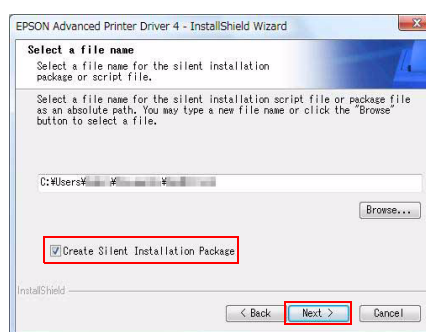 EPSON Advanced Printer Driver 4 - InstallShield Wizard
Select a file name
Select a file name for the silent installation
package or script file.
Select a file name for the silent installation script file or package file
as an absolute path. You may type a new file name or click the "Browse"
button to select a file.
C:¥Users¥ ¥ ¥
Browse...
Create Silent Installation Package
InstallShield
< Back Next > Cancel